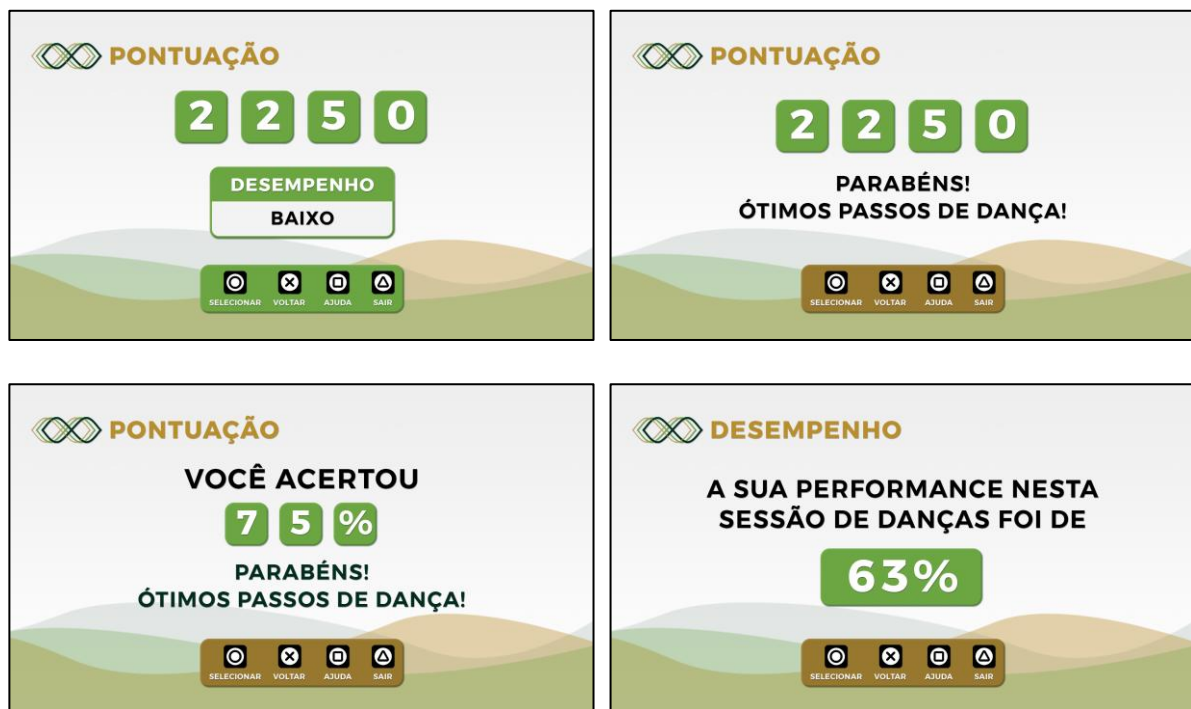 PONTUAÇÃO
2 2 5 0
DESEMPENHO
BAIXO
SELECIONAR VOLTAR AJUDA SAIR
PONTUAÇÃO
2 2 5 0
PARABÉNS!
ÓTIMOS PASSOS DE DANÇA!
SELECIONAR VOLTAR AJUDA SAIR
PONTUAÇÃO
VOCÊ ACERTOU
7 5 %
PARABÉNS!
ÓTIMOS PASSOS DE DANÇA!
SELECIONAR VOLTAR AJUDA SAIR
DESEMPENHO
A SUA PERFORMANCE NESTA
SESSÃO DE DANÇAS FOI DE
63%
SELECIONAR VOLTAR AJUDA SAIR